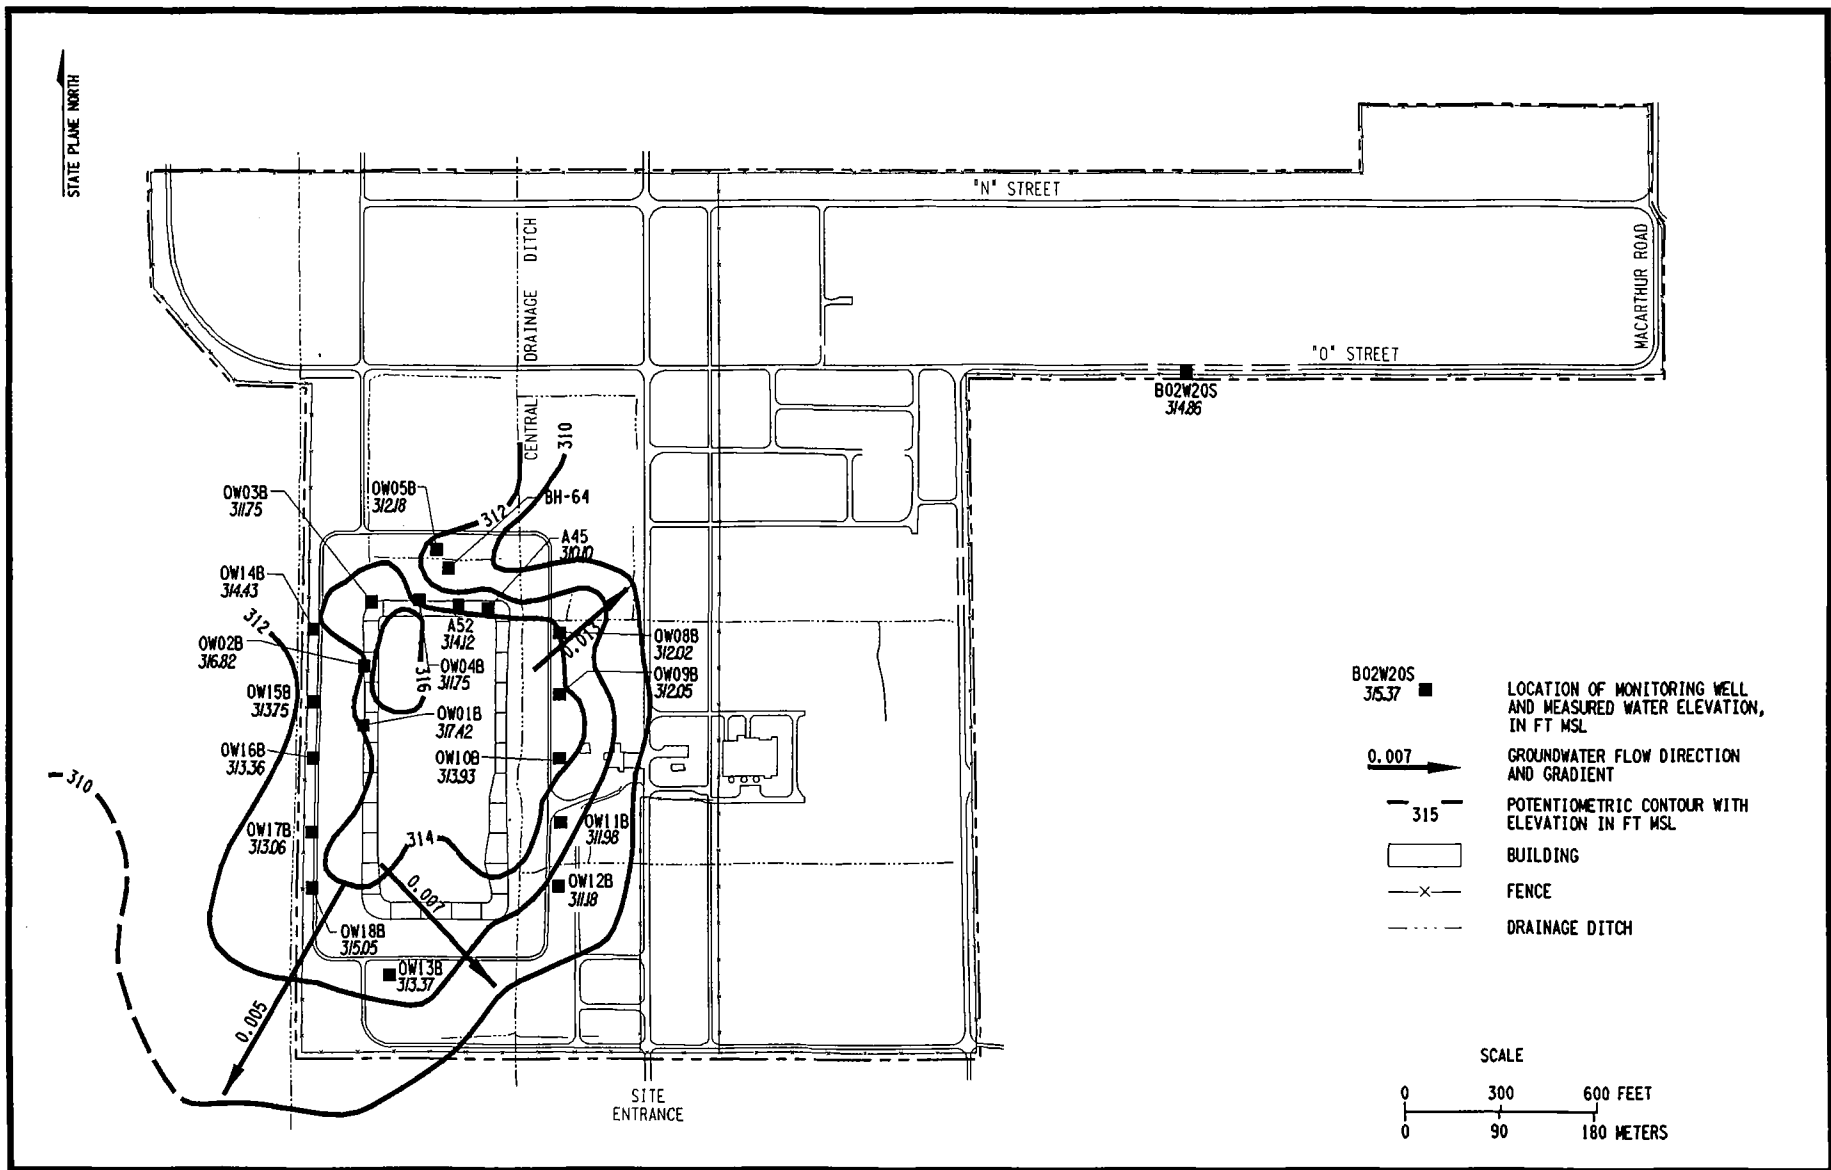 STATE PLANE NORTH
"N" STREET
CENTRAL DRAINAGE DITCH
MACARTHUR ROAD
"O" STREET
B02W20S
314.86
310
OW03B
311.75
OW05B
312.18
BH-64
312
A45
310.10
OW14B
314.43
312
OW02B
316.82
A52
314.12
0.015
OW08B
312.02
OW04B
311.75
316
OW09B
312.05
OW15B
313.75
OW01B
317.42
OW16B
313.36
OW10B
313.93
310
OW17B
313.06
314
OW11B
311.98
0.007
OW12B
311.18
OW18B
315.05
OW13B
313.37
0.005
SITE
ENTRANCE
B02W20S
315.37
LOCATION OF MONITORING WELL
AND MEASURED WATER ELEVATION,
IN FT MSL
0.007
GROUNDWATER FLOW DIRECTION
AND GRADIENT
315
POTENTIOMETRIC CONTOUR WITH
ELEVATION IN FT MSL
BUILDING
FENCE
DRAINAGE DITCH
SCALE
0 300 600 FEET
0 90 180 METERS